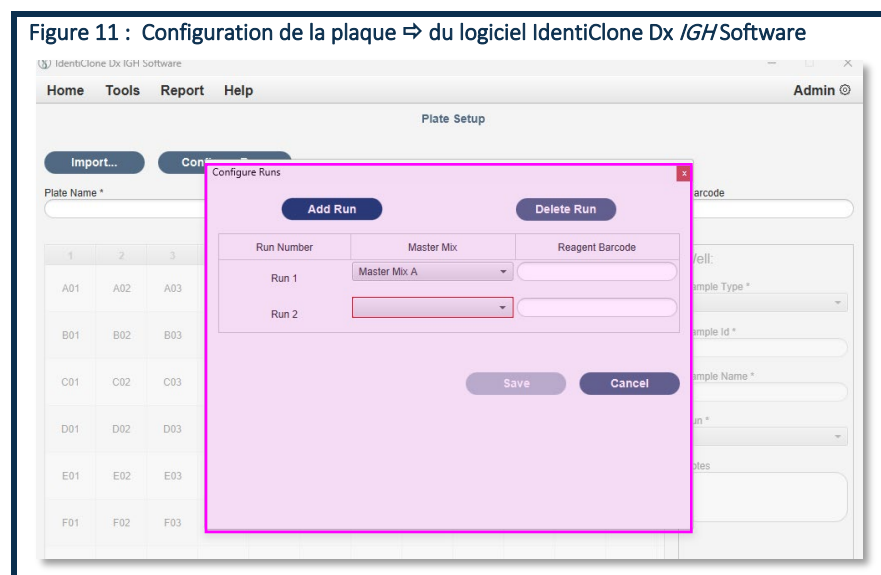 Figure 11 : Configuration de la plaque ⇨ du logiciel IdentiClone Dx IGH Software
IdentiClone Dx IGH Software
Home Tools Report Help Admin
Plate Setup
Import...
Configure Runs
Plate Name *
Add Run Delete Run
Run Number Master Mix Reagent Barcode
Run 1 Master Mix A
Run 2
Save Cancel
1 2 3
A01 A02 A03
B01 B02 B03
C01 C02 C03
D01 D02 D03
E01 E02 E03
F01 F02 F03